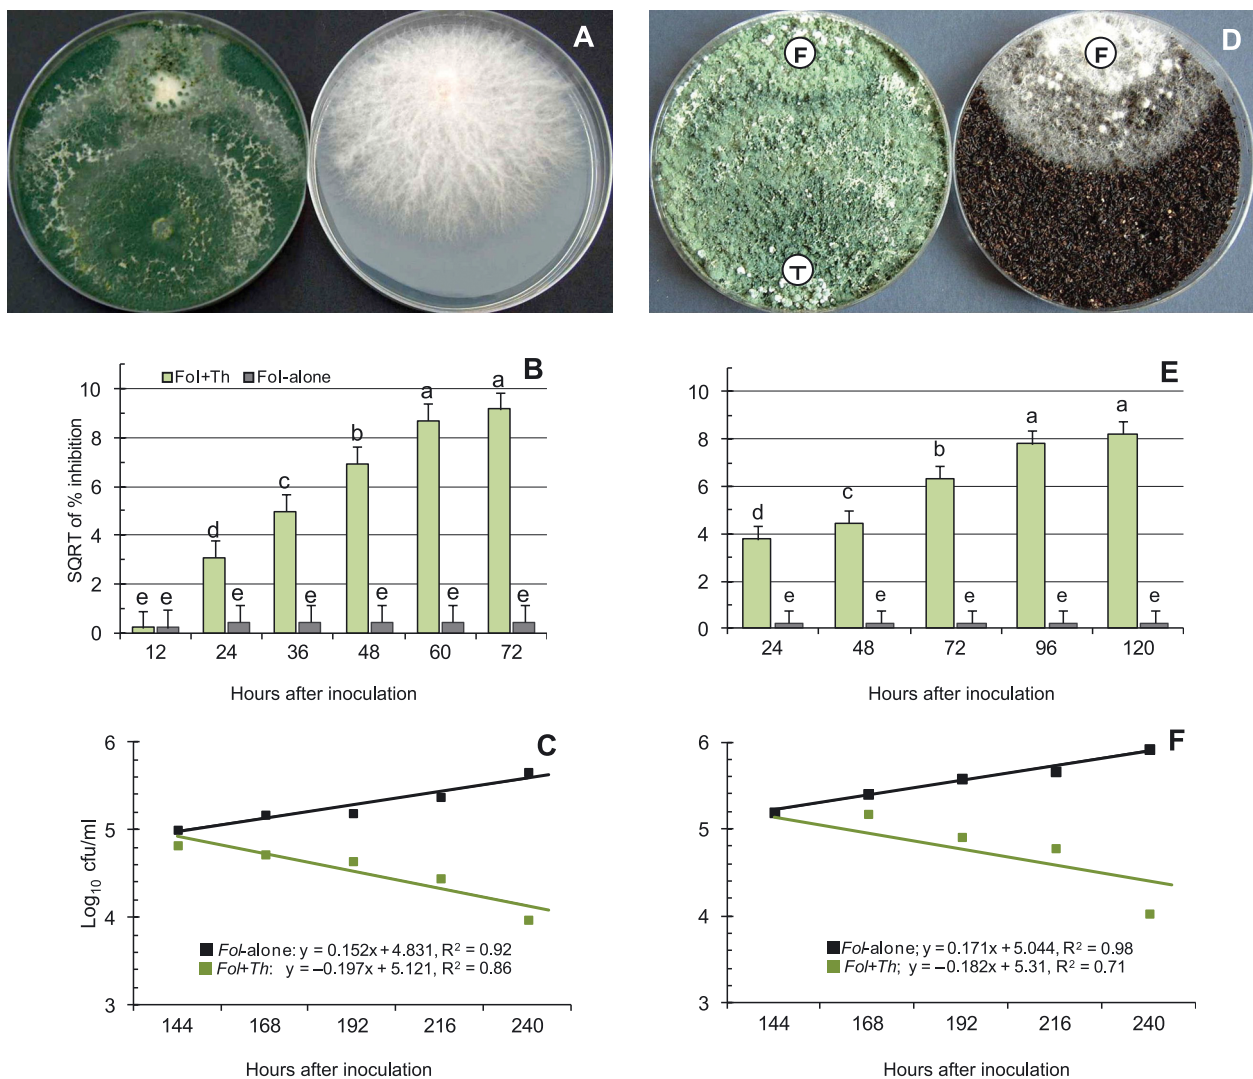 A
F
T
F
D
Fol+Th Fol-alone
B
SQRT of % inhibition
10
8
6
4
2
0
e e d e c e b e a e a e
12 24 36 48 60 72
Hours after inoculation
E
10
8
6
4
2
0
d e c e b e a e a e
24 48 72 96 120
Hours after inoculation
C
Log10 cfu/ml
6
5
4
3
Fol-alone: y = 0.152x + 4.831, R² = 0.92
Fol+Th: y = –0.197x + 5.121, R² = 0.86
144 168 192 216 240
Hours after inoculation
F
6
5
4
3
Fol-alone; y = 0.171x + 5.044, R² = 0.98
Fol+Th; y = –0.182x + 5.31, R² = 0.71
144 168 192 216 240
Hours after inoculation